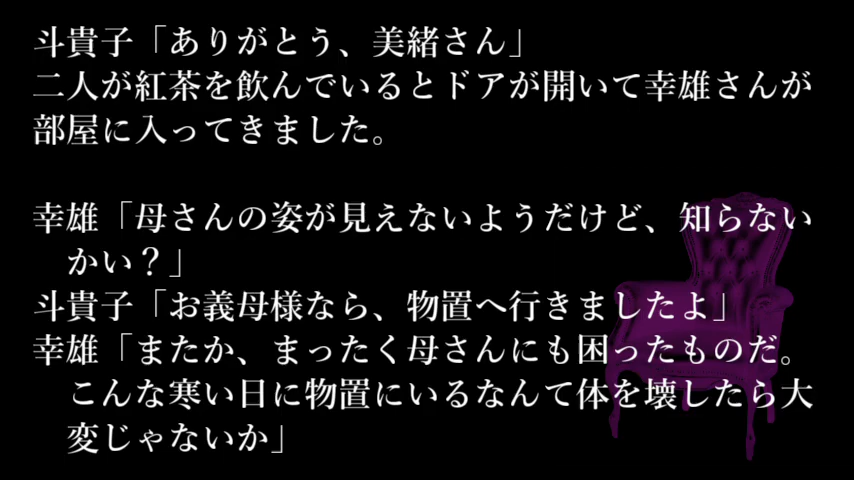 斗貴子「ありがとう、美緒さん」
二人が紅茶を飲んでいるとドアが開いて幸雄さんが
部屋に入ってきました。
幸雄「母さんの姿が見えないようだけど、知らない
かい？」
斗貴子「お義母様なら、物置へ行きましたよ」
幸雄「またか、まったく母さんにも困ったものだ。
こんな寒い日に物置にいるなんて体を壊したら大
変じゃないか」